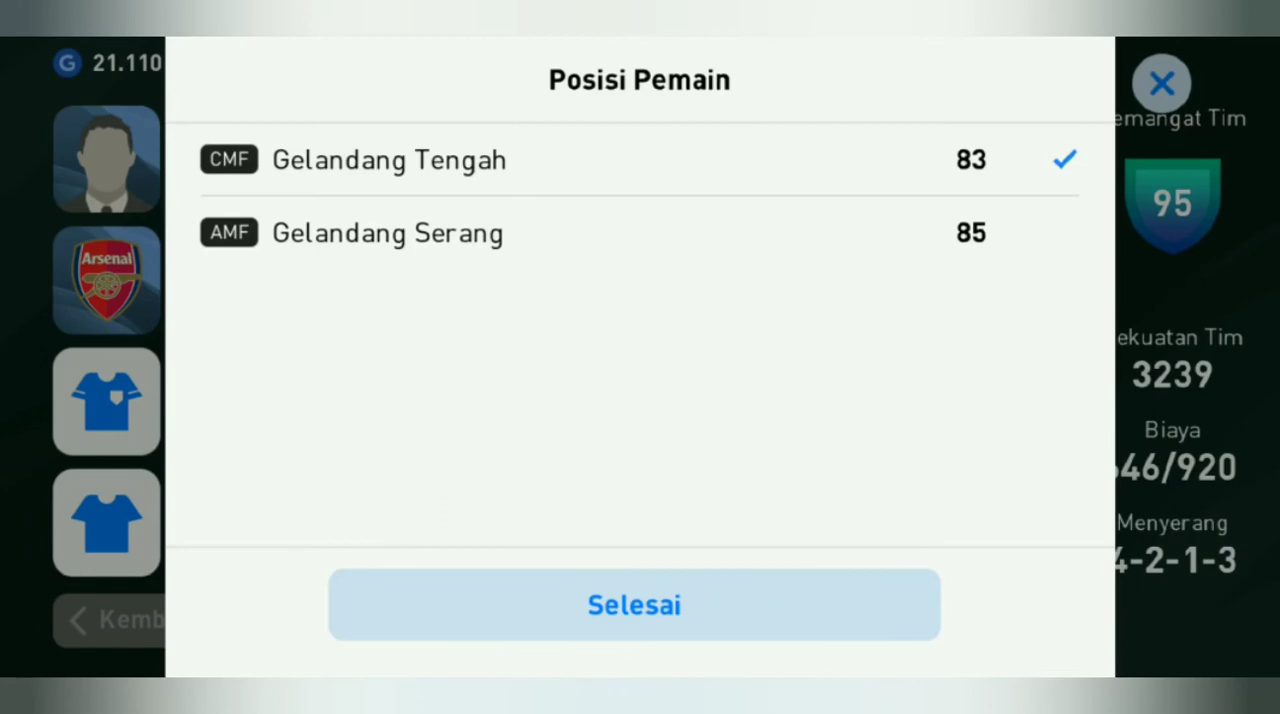 G 21.110
Posisi Pemain
CMF Gelandang Tengah 83
AMF Gelandang Serang 85
Arsenal
Selesai
Kemb
emangat Tim
95
ekuatan Tim
3239
Biaya
46/920
Menyerang
4-2-1-3